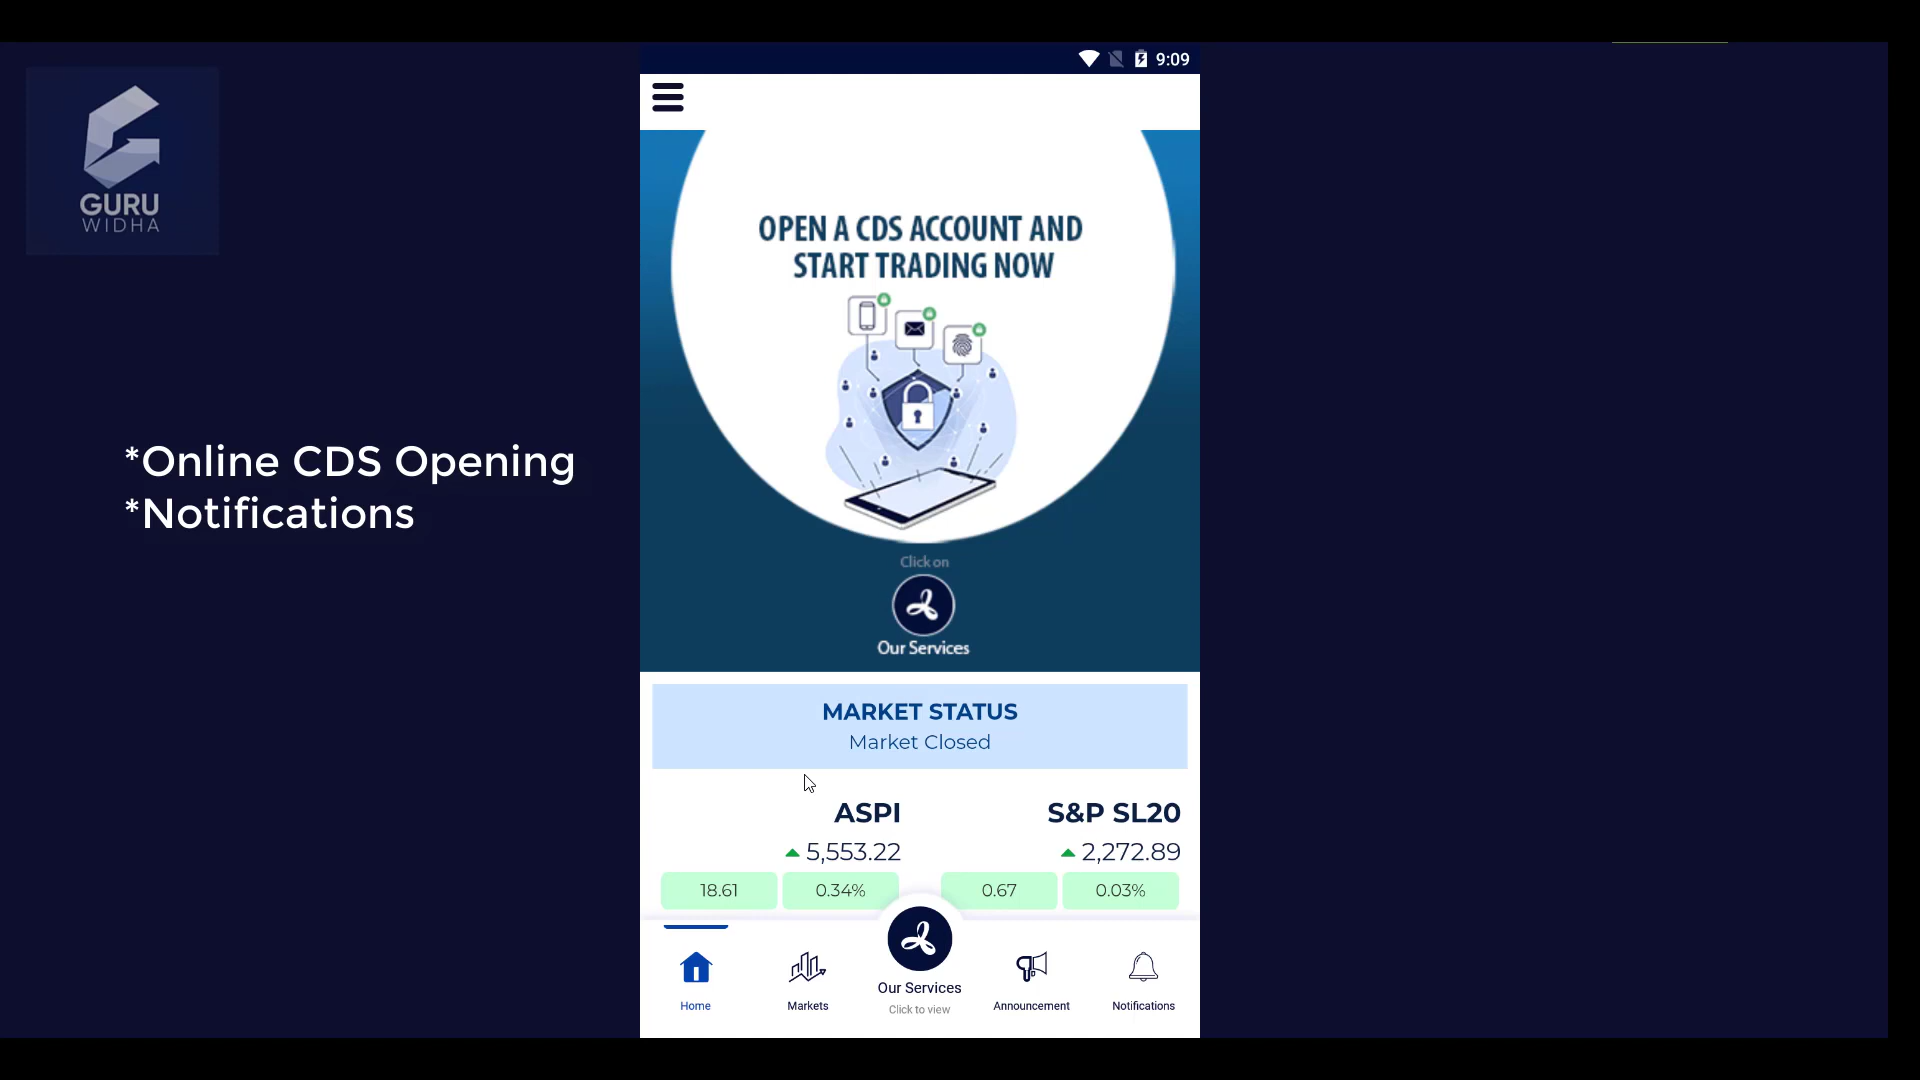 9:09
GURU
WIDHA
OPEN A CDS ACCOUNT AND
START TRADING NOW
*Online CDS Opening
*Notifications
Click on
Our Services
MARKET STATUS
Market Closed
ASPI
5,553.22
18.61
0.34%
S&P SL20
2,272.89
0.67
0.03%
Home
Markets
Our Services
Click to view
Announcement
Notifications